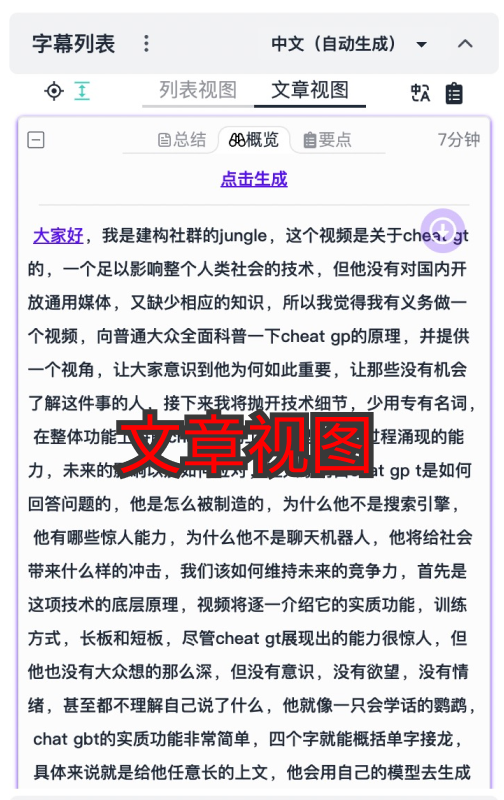 字幕列表 中文（自动生成）
列表视图 文章视图
总结 概览 要点 7分钟
点击生成
大家好，我是建构社群的jungle，这个视频是关于cheat gt
的，一个足以影响整个人类社会的技术，但他没有对国内开
放通用媒体，又缺少相应的知识，所以我觉得我有义务做一
个视频，向普通大众全面科普一下cheat gp的原理，并提供
一个视角，让大家意识到他为何如此重要，让那些没有机会
了解这件事的人，接下来我将抛开技术细节，少用专有名词，
在整体功能上 过程涌现的能
文章视图
力，未来的影响以及如何应对 at gp t是如何
回答问题的，他是怎么被制造的，为什么他不是搜索引擎，
他有哪些惊人能力，为什么他不是聊天机器人，他将给社会
带来什么样的冲击，我们该如何维持未来的竞争力，首先是
这项技术的底层原理，视频将逐一介绍它的实质功能，训练
方式，长板和短板，尽管cheat gt展现出的能力很惊人，但
他也没有大众想的那么深，但没有意识，没有欲望，没有情
绪，甚至都不理解自己说了什么，他就像一只会学话的鹦鹉，
chat gbt的实质功能非常简单，四个字就能概括单字接龙，
具体来说就是给他任意长的上文，他会用自己的模型去生成